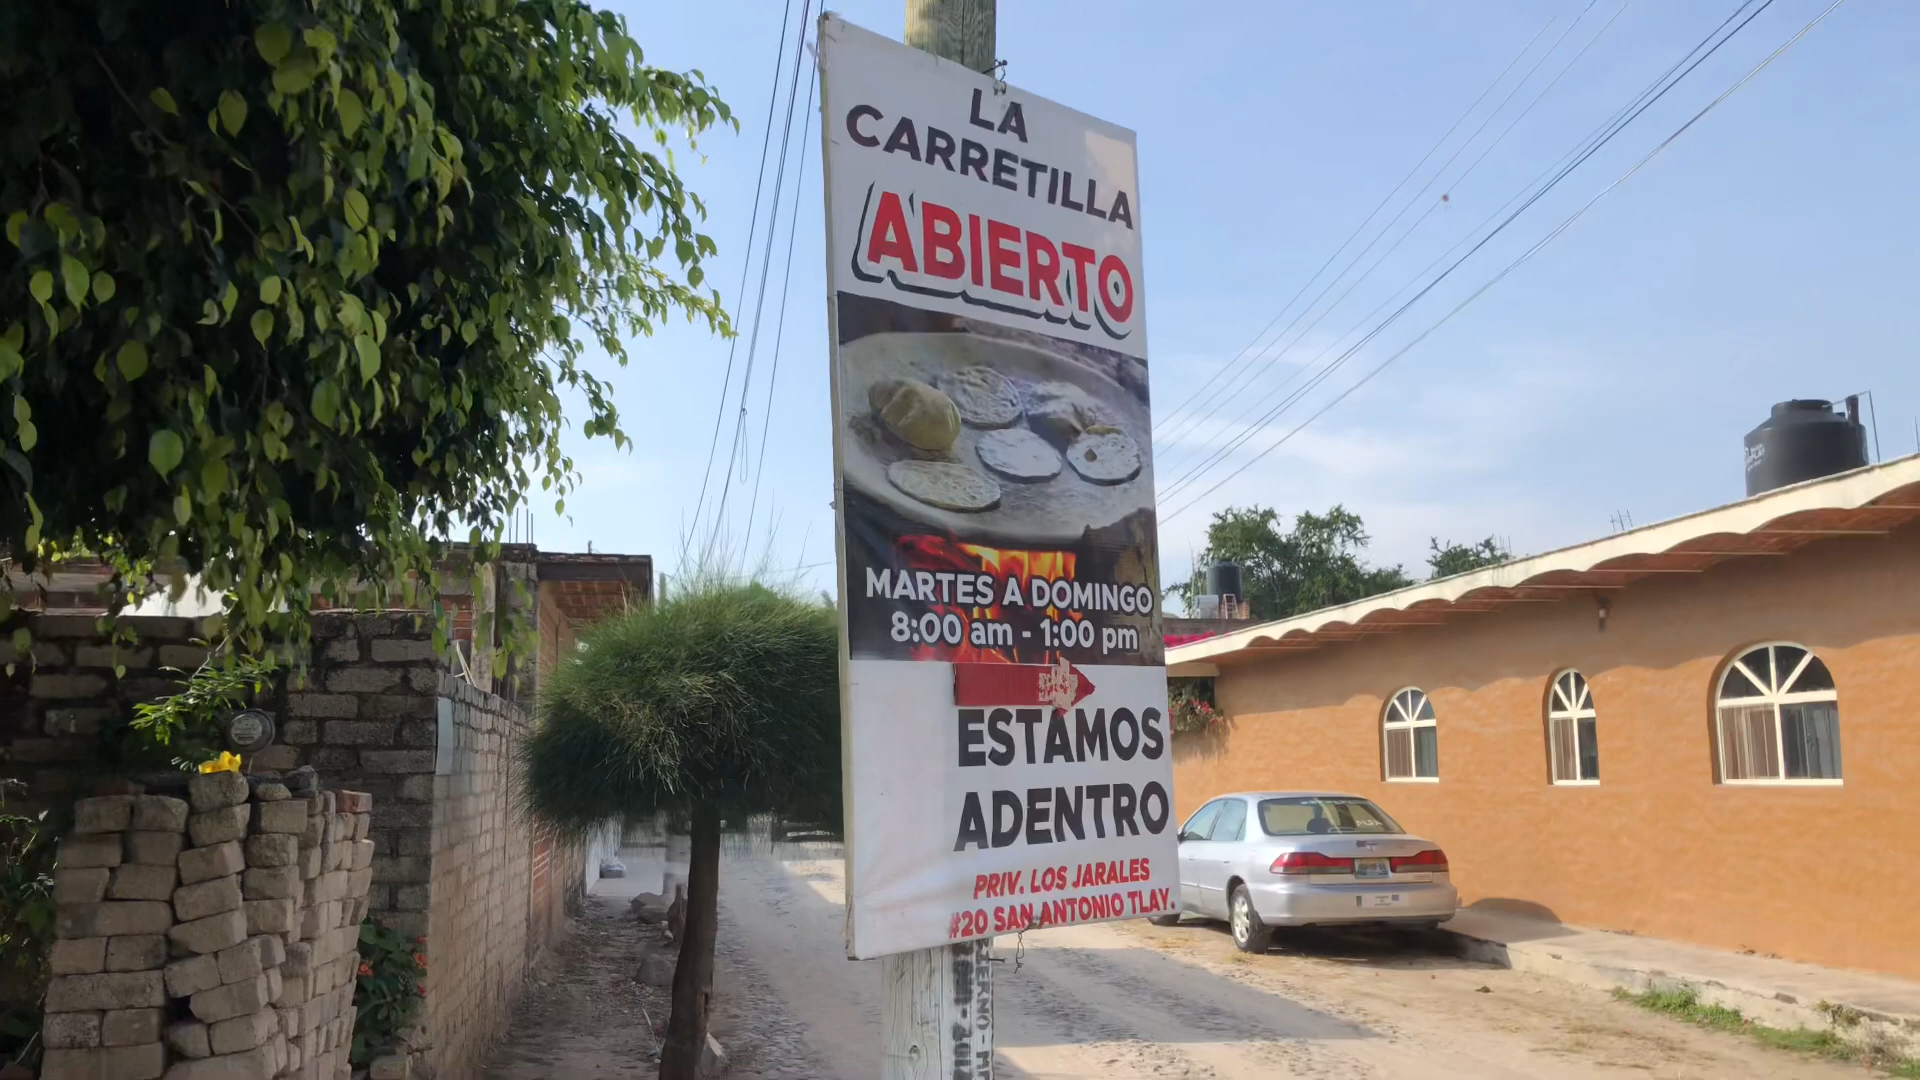 LA
CARRETILLA
ABIERTO
MARTES A DOMINGO
8:00 am - 1:00 pm
ESTAMOS
ADENTRO
PRIV. LOS JARALES
#20 SAN ANTONIO TLAY.